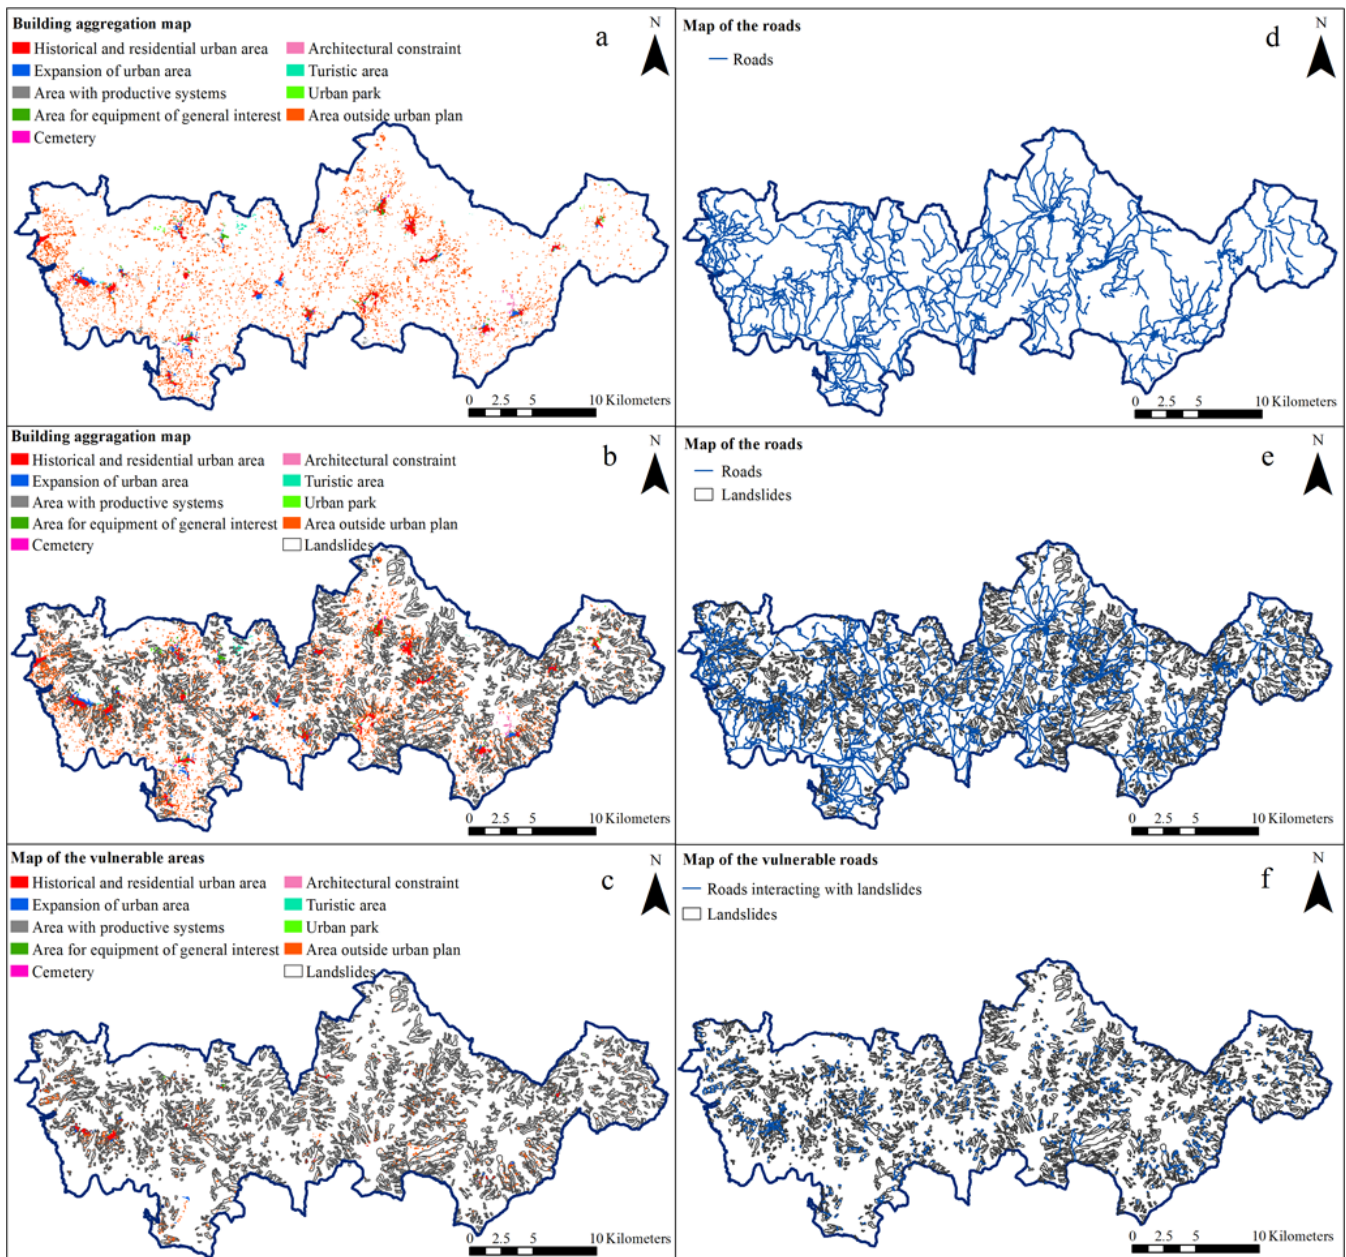 Building aggregation map
a
N
Historical and residential urban area
Architectural constraint
Expansion of urban area
Turistic area
Area with productive systems
Urban park
Area for equipment of general interest
Area outside urban plan
Cemetery
0 2.5 5 10 Kilometers
Map of the roads
d
N
Roads
0 2.5 5 10 Kilometers
Building aggragation map
b
N
Historical and residential urban area
Architectural constraint
Expansion of urban area
Turistic area
Area with productive systems
Urban park
Area for equipment of general interest
Area outside urban plan
Cemetery
Landslides
0 2.5 5 10 Kilometers
Map of the roads
e
N
Roads
Landslides
0 2.5 5 10 Kilometers
Map of the vulnerable areas
c
N
Historical and residential urban area
Architectural constraint
Expansion of urban area
Turistic area
Area with productive systems
Urban park
Area for equipment of general interest
Area outside urban plan
Cemetery
Landslides
0 2.5 5 10 Kilometers
Map of the vulnerable roads
f
N
Roads interacting with landslides
Landslides
0 2.5 5 10 Kilometers